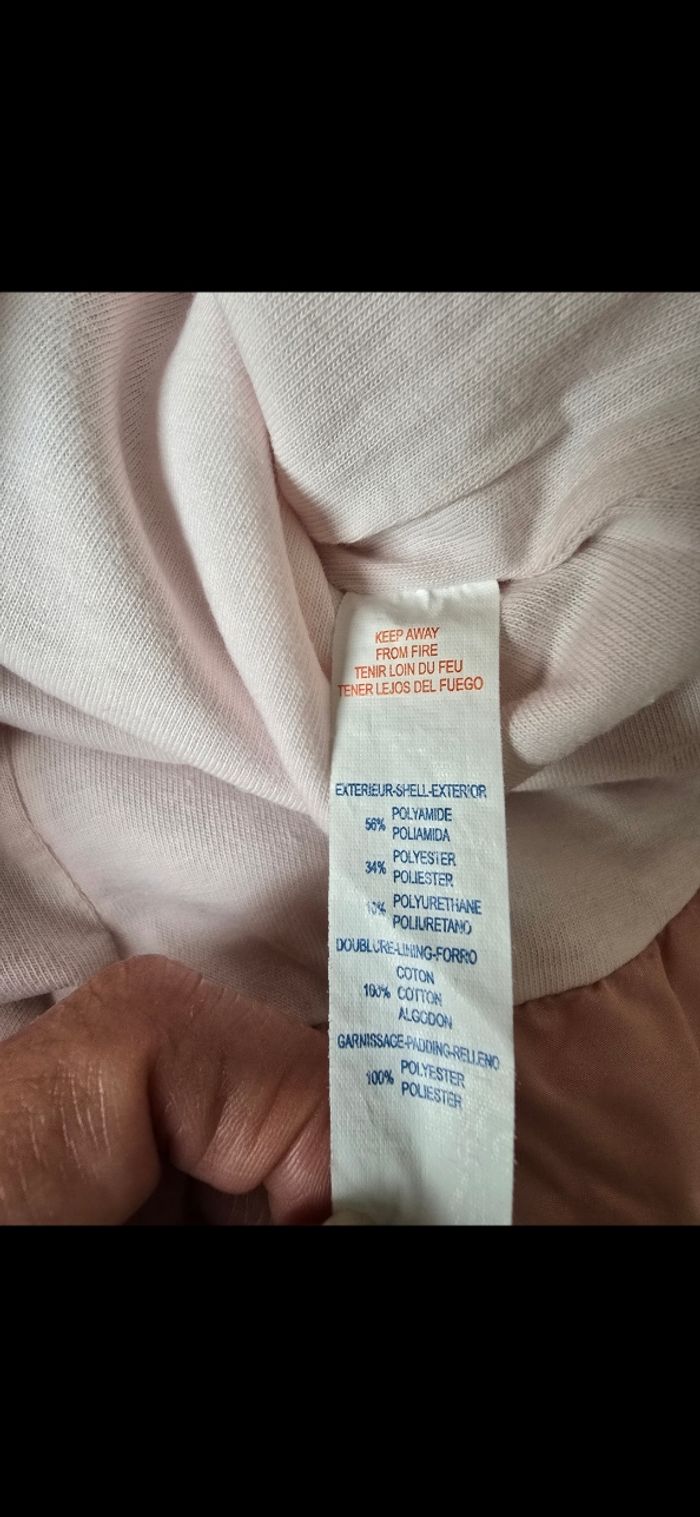 KEEP AWAY
FROM FIRE
TENIR LOIN DU FEU
TENER LEJOS DEL FUEGO
EXTERIEUR-SHELL-EXTERIOR
56% POLYAMIDE
POLIAMIDA
34% POLYESTER
POLIESTER
10% POLYURETHANE
POLIURETANO
DOUBLURE-LINING-FORRO
COTON
100% COTTON
ALGODON
GARNISSAGE-PADDING-RELLENO
100% POLYESTER
POLIESTER